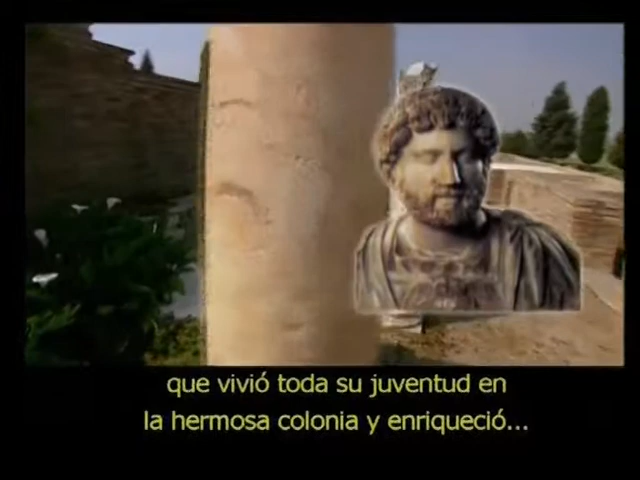 que vivió toda su juventud en
la hermosa colonia y enriqueció...